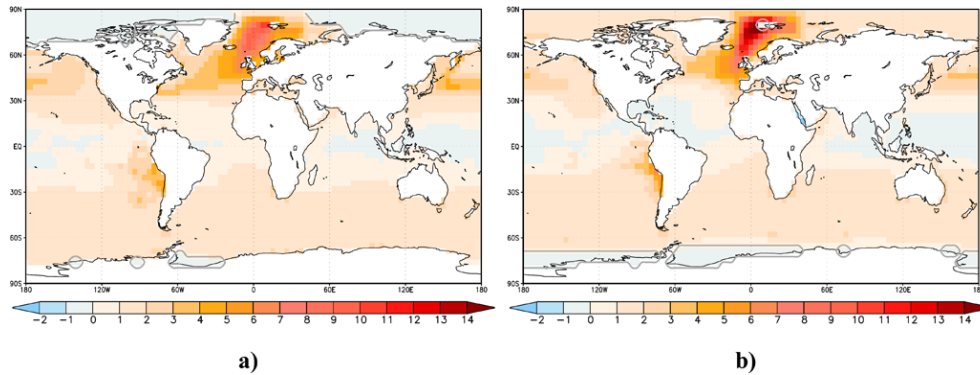 90N 90N
60N 60N
30N 30N
EQ EQ
30S 30S
60S 60S
90S 90S
180 120W 60W 0 60E 120E 180 180 120W 60W 0 60E 120E 180
-2 -1 0 1 2 3 4 5 6 7 8 9 10 11 12 13 14 -2 -1 0 1 2 3 4 5 6 7 8 9 10 11 12 13 14
a) b)